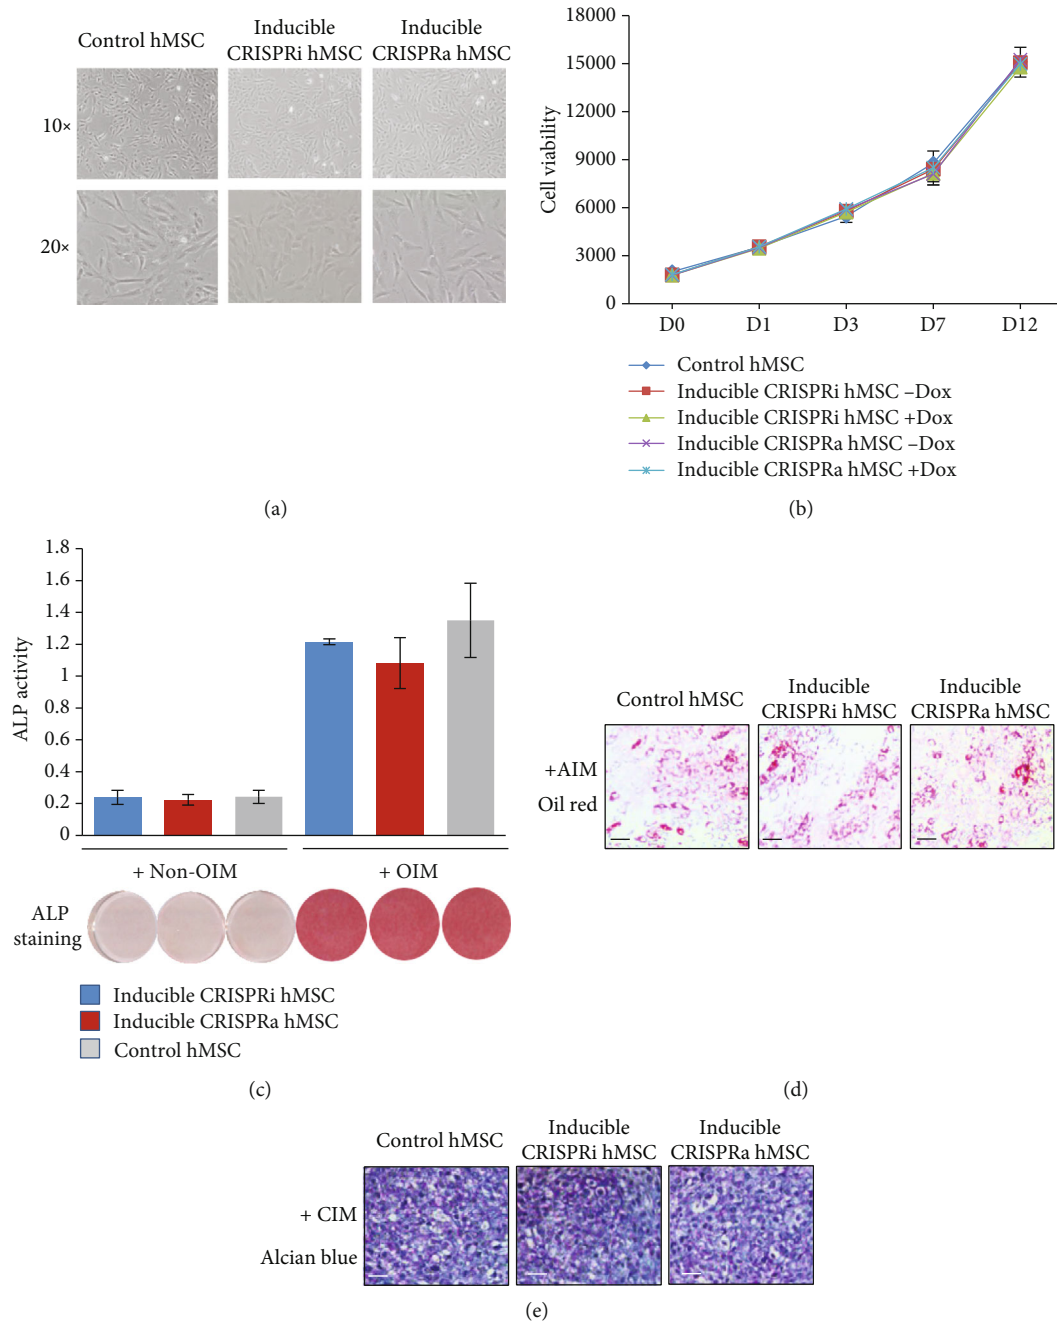 Control hMSC
Inducible
CRISPRi hMSC
Inducible
CRISPRa hMSC
10×
20×
(a)
18000
15000
12000
9000
6000
3000
0
Cell viability
D0 D1 D3 D7 D12
Control hMSC
Inducible CRISPRi hMSC –Dox
Inducible CRISPRi hMSC +Dox
Inducible CRISPRa hMSC –Dox
Inducible CRISPRa hMSC +Dox
(b)
1.8
1.6
1.4
1.2
1
0.8
0.6
0.4
0.2
0
ALP activity
+ Non-OIM
+ OIM
ALP
staining
Inducible CRISPRi hMSC
Inducible CRISPRa hMSC
Control hMSC
(c)
Control hMSC
Inducible
CRISPRi hMSC
Inducible
CRISPRa hMSC
+AIM
Oil red
(d)
Control hMSC
Inducible
CRISPRi hMSC
Inducible
CRISPRa hMSC
+ CIM
Alcian blue
(e)